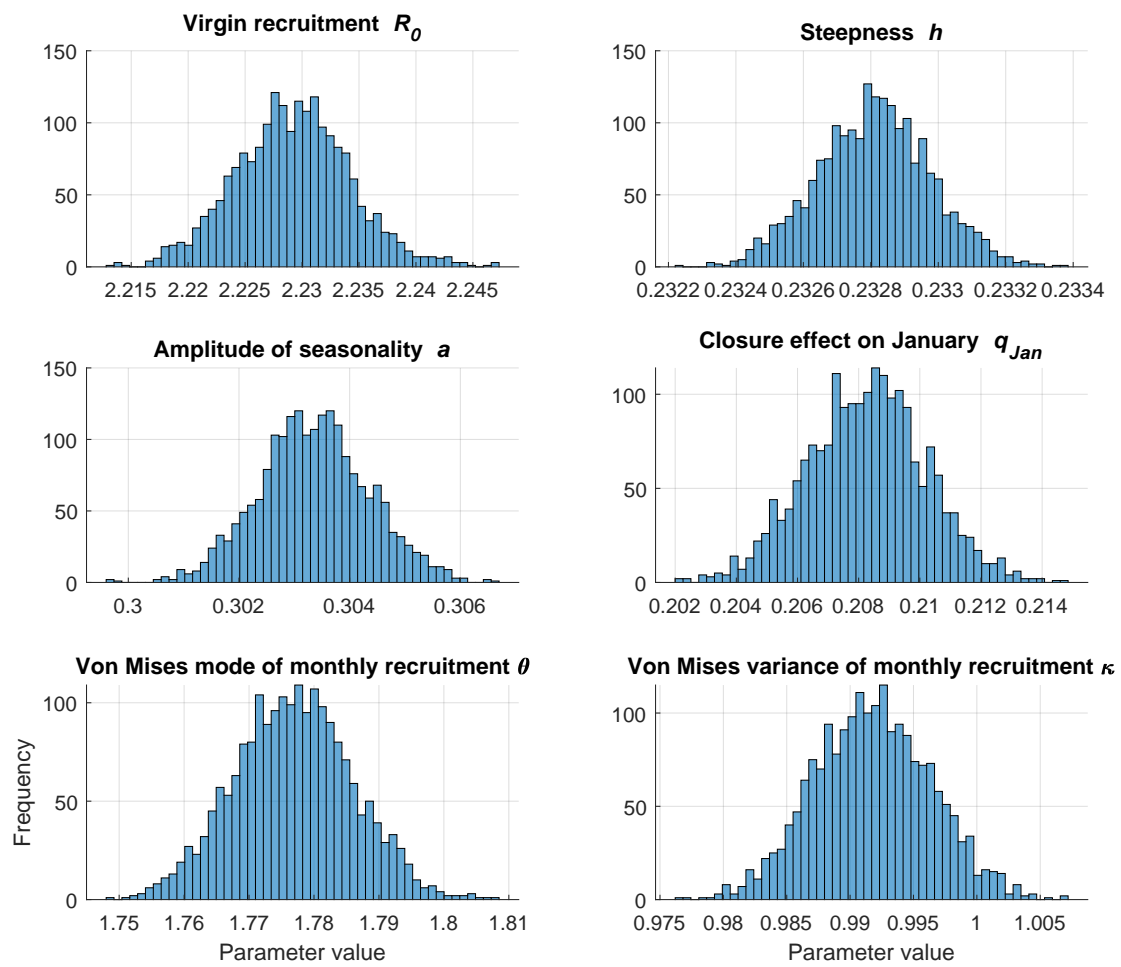 Virgin recruitment R_0
150
100
50
0
2.215 2.22 2.225 2.23 2.235 2.24 2.245
Steepness h
150
100
50
0
0.2322 0.2324 0.2326 0.2328 0.233 0.2332 0.2334
Amplitude of seasonality a
150
100
50
0
0.3 0.302 0.304 0.306
Closure effect on January q_Jan
100
50
0
0.202 0.204 0.206 0.208 0.21 0.212 0.214
Von Mises mode of monthly recruitment θ
100
50
0
Frequency
1.75 1.76 1.77 1.78 1.79 1.8 1.81
Parameter value
Von Mises variance of monthly recruitment κ
100
50
0
0.975 0.98 0.985 0.99 0.995 1 1.005
Parameter value